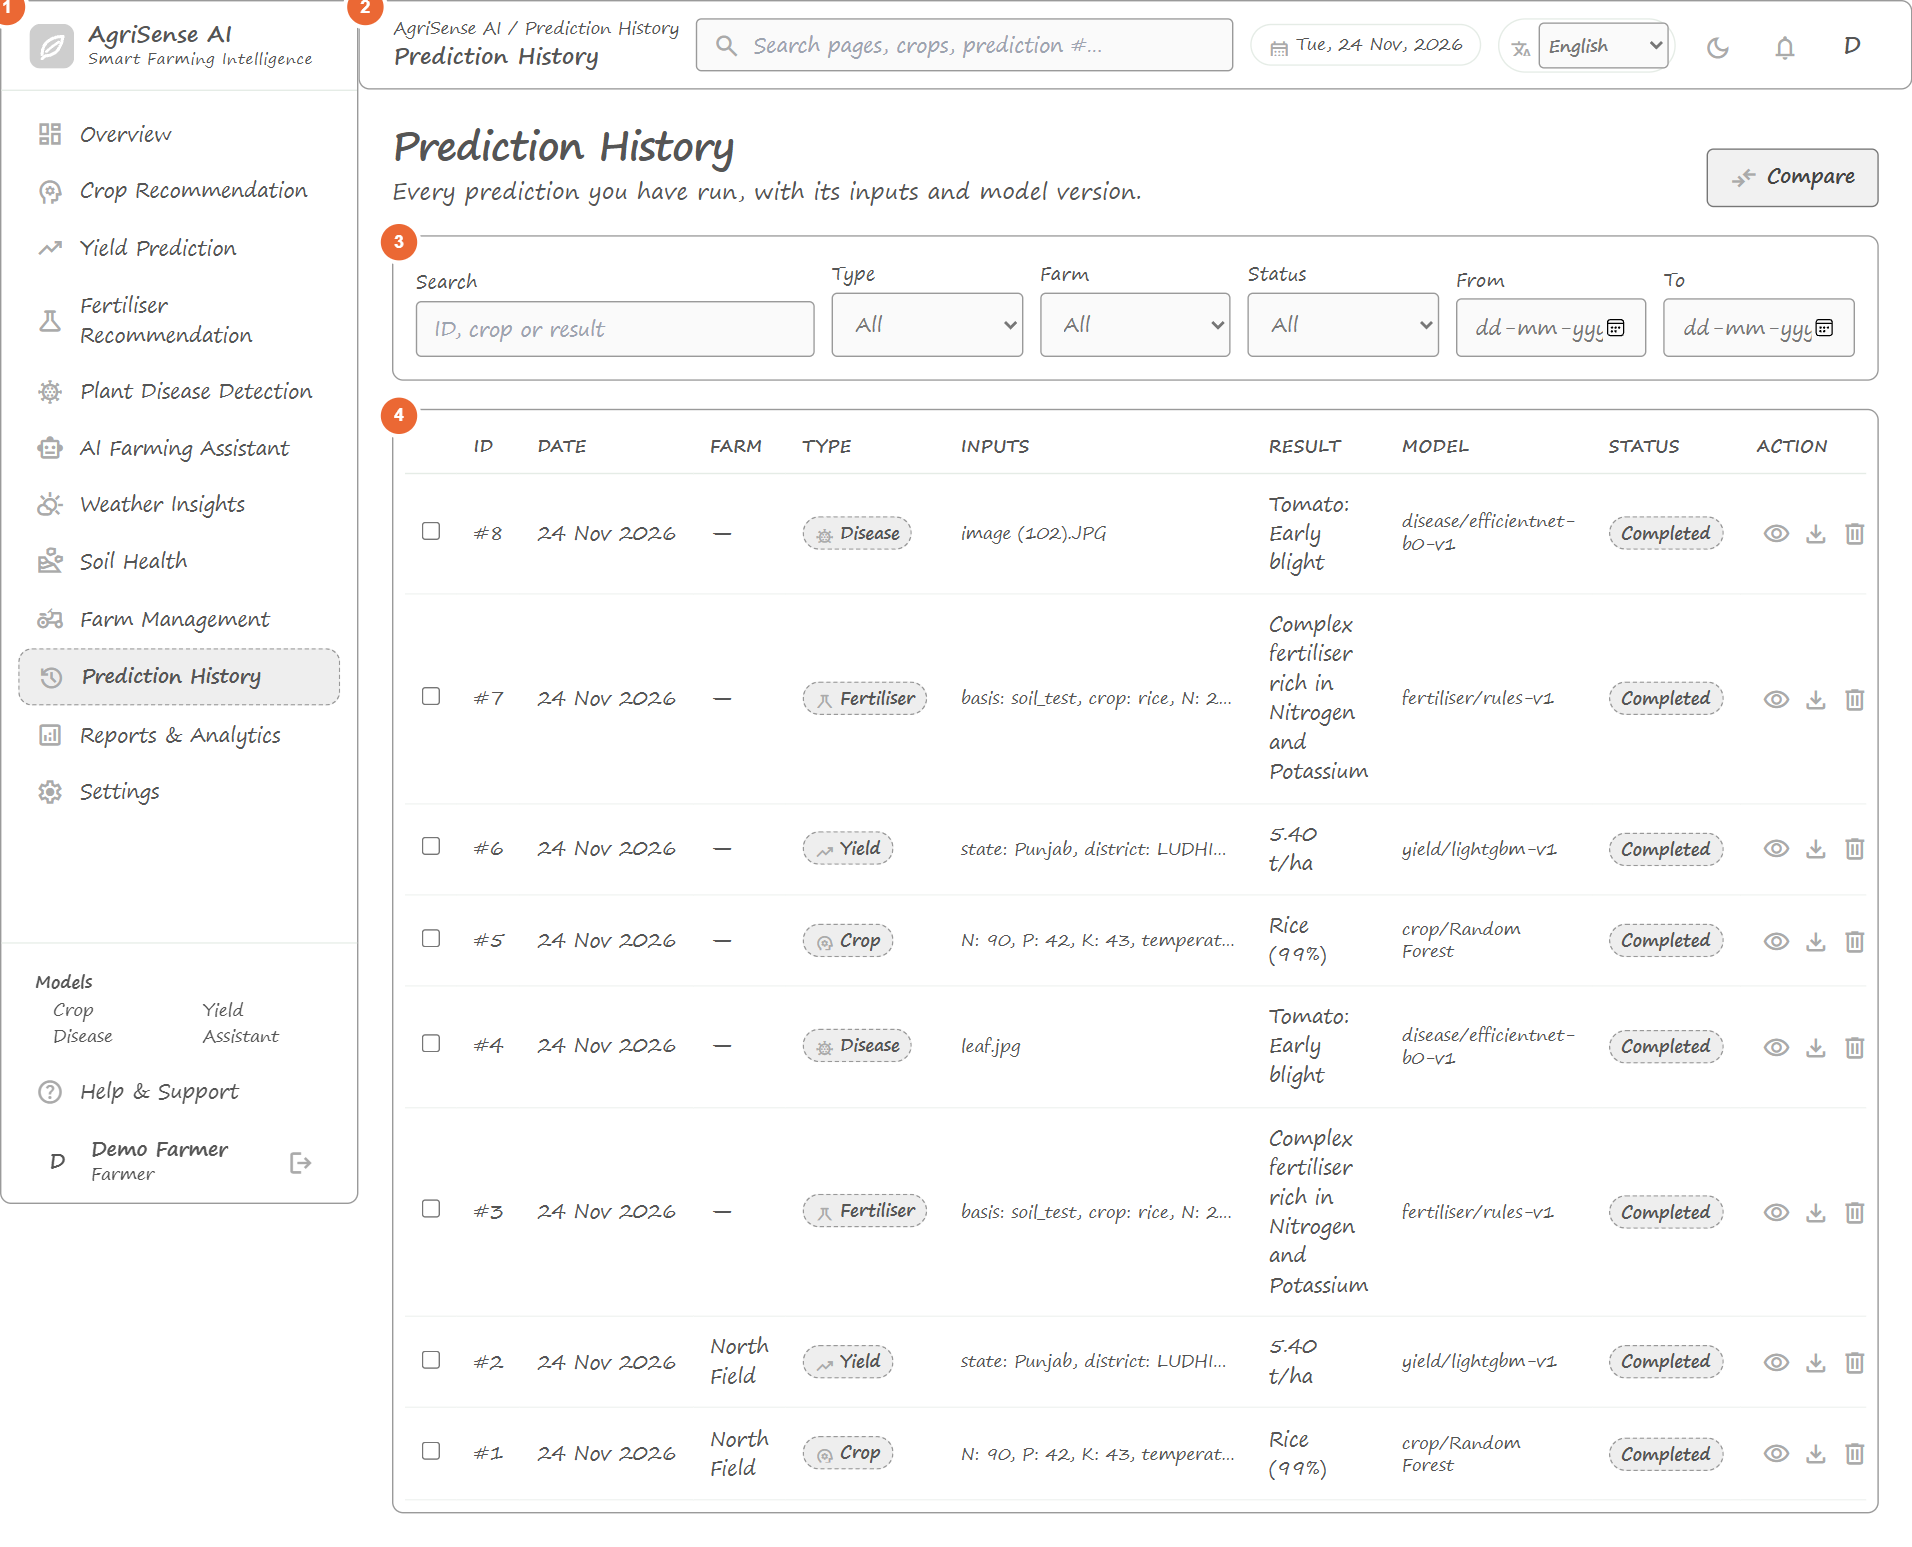 1
AgriSense AI
Smart Farming Intelligence
Overview
Crop Recommendation
Yield Prediction
Fertiliser
Recommendation
Plant Disease Detection
AI Farming Assistant
Weather Insights
Soil Health
Farm Management
Prediction History
Reports & Analytics
Settings
Models
Crop Yield
Disease Assistant
Help & Support
D Demo Farmer
Farmer
2
AgriSense AI / Prediction History
Prediction History
Search pages, crops, prediction #...
Tue, 24 Nov, 2026
English
D
Prediction History
Every prediction you have run, with its inputs and model version.
Compare
3
Search Type Farm Status From To
ID, crop or result All All All dd-mm-yyy dd-mm-yyy
4
ID DATE FARM TYPE INPUTS RESULT MODEL STATUS ACTION
#8 24 Nov 2026 — Disease image (102).JPG
Tomato:
Early
blight
disease/efficientnet-
b0-v1
Completed
#7 24 Nov 2026 — Fertiliser basis: soil_test, crop: rice, N: 2...
Complex
fertiliser
rich in
Nitrogen
and
Potassium
fertiliser/rules-v1
Completed
#6 24 Nov 2026 — Yield state: Punjab, district: LUDHI...
5.40
t/ha
yield/lightgbm-v1
Completed
#5 24 Nov 2026 — Crop N: 90, P: 42, K: 43, temperat...
Rice
(99%)
crop/Random
Forest
Completed
#4 24 Nov 2026 — Disease leaf.jpg
Tomato:
Early
blight
disease/efficientnet-
b0-v1
Completed
#3 24 Nov 2026 — Fertiliser basis: soil_test, crop: rice, N: 2...
Complex
fertiliser
rich in
Nitrogen
and
Potassium
fertiliser/rules-v1
Completed
#2 24 Nov 2026
North
Field
Yield state: Punjab, district: LUDHI...
5.40
t/ha
yield/lightgbm-v1
Completed
#1 24 Nov 2026
North
Field
Crop N: 90, P: 42, K: 43, temperat...
Rice
(99%)
crop/Random
Forest
Completed